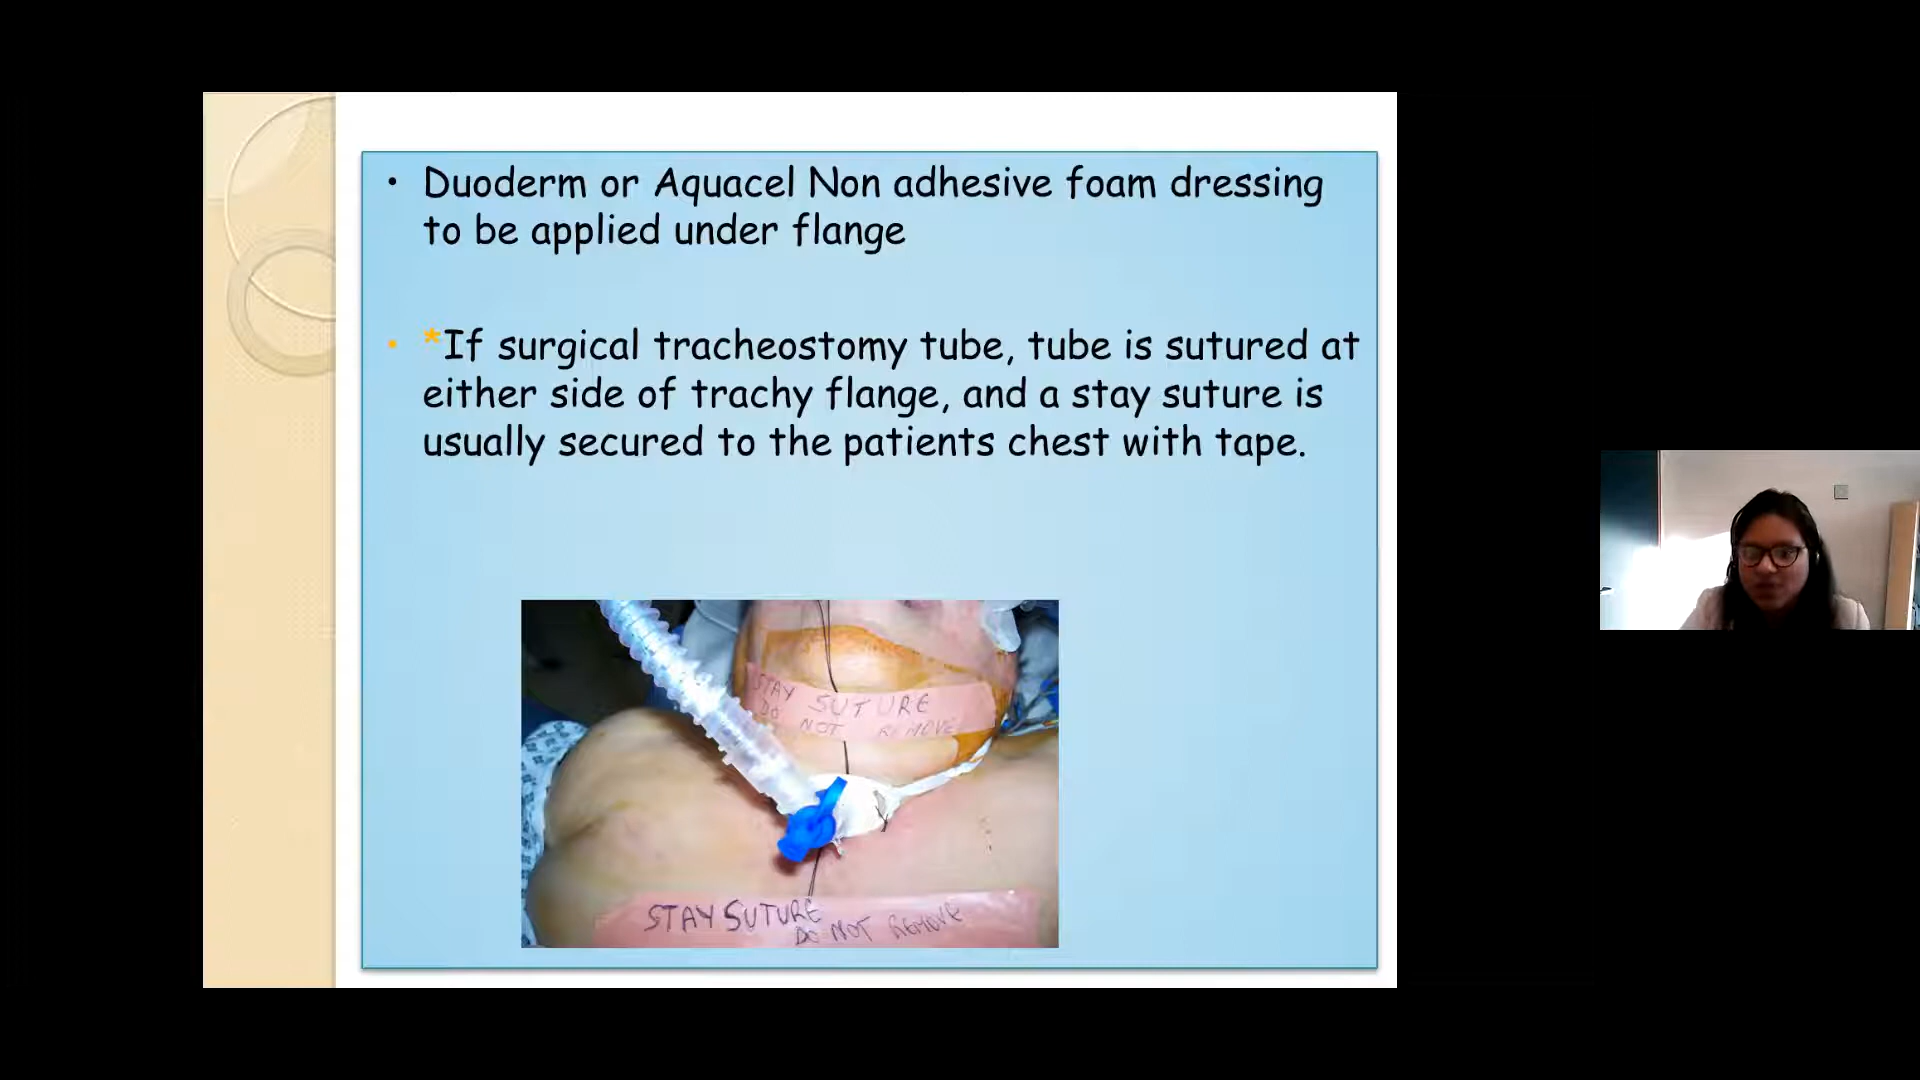 • Duoderm or Aquacel Non adhesive foam dressing
to be applied under flange
• *If surgical tracheostomy tube, tube is sutured at
either side of trachy flange, and a stay suture is
usually secured to the patients chest with tape.
STAY SUTURE
DO NOT REMOVE
STAY SUTURE
DO NOT REMOVE